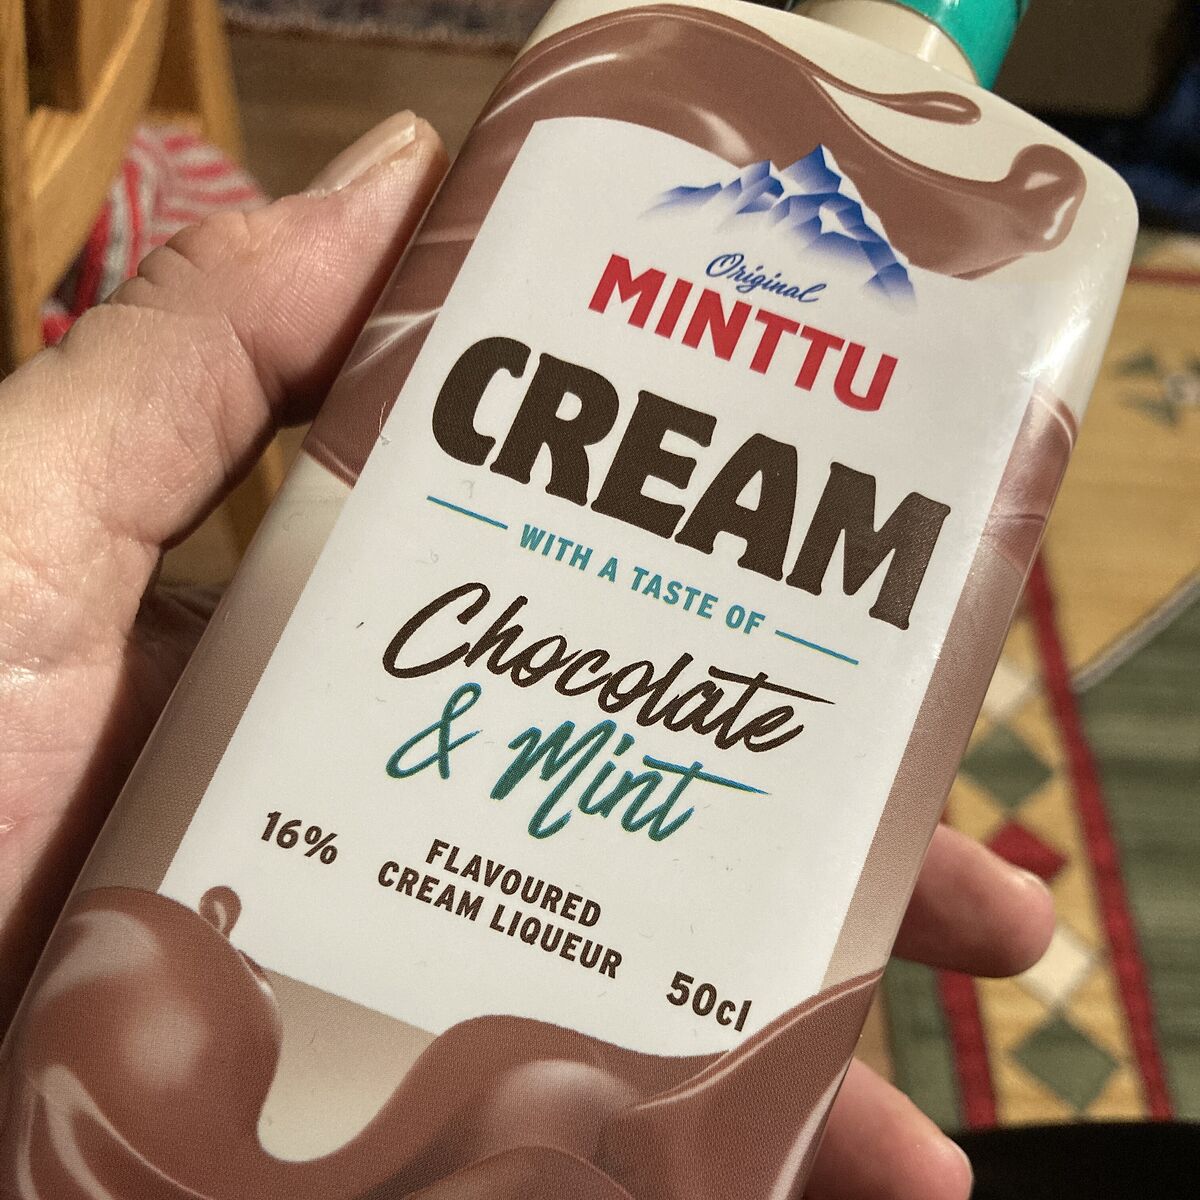 Original
MINTTU
CREAM
WITH A TASTE OF
Chocolate
& Mint
16%
FLAVOURED
CREAM LIQUEUR
50cl